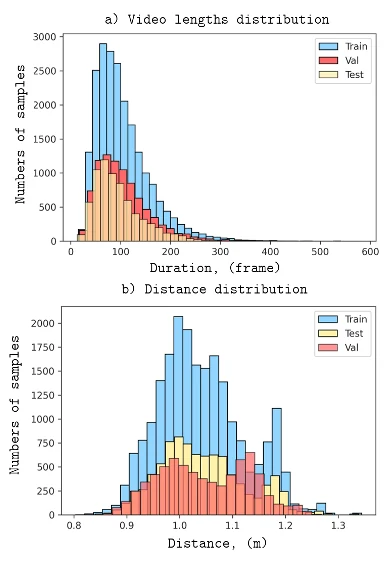 a) Video lengths distribution
Numbers of samples
3000
2500
2000
1500
1000
500
0
Train
Val
Test
0 100 200 300 400 500 600
Duration, (frame)
b) Distance distribution
Numbers of samples
2000
1750
1500
1250
1000
750
500
250
0
Train
Test
Val
0.8 0.9 1.0 1.1 1.2 1.3
Distance, (m)